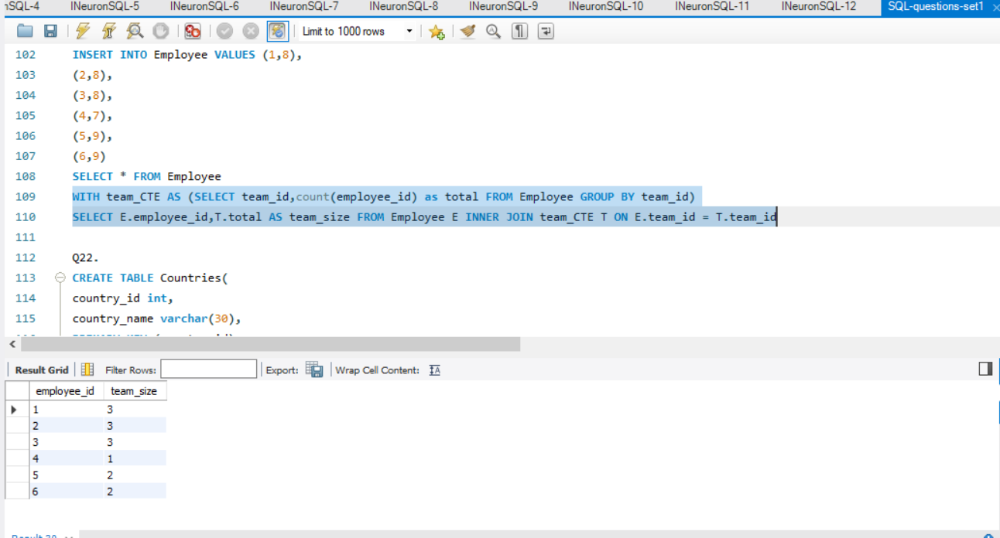 SQL-4 INeuronSQL-5 INeuronSQL-6 INeuronSQL-7 INeuronSQL-8 INeuronSQL-9 INeuronSQL-10 INeuronSQL-11 INeuronSQL-12 SQL-questions-set1
Limit to 1000 rows
102 INSERT INTO Employee VALUES (1,8),
103 (2,8),
104 (3,8),
105 (4,7),
106 (5,9),
107 (6,9)
108 SELECT * FROM Employee
109 WITH team_CTE AS (SELECT team_id,count(employee_id) as total FROM Employee GROUP BY team_id)
110 SELECT E.employee_id,T.total AS team_size FROM Employee E INNER JOIN team_CTE T ON E.team_id = T.team_id
111
112 Q22.
113 CREATE TABLE Countries(
114 country_id int,
115 country_name varchar(30),
Result Grid Filter Rows: Export: Wrap Cell Content:
employee_id team_size
1 3
2 3
3 3
4 1
5 2
6 2